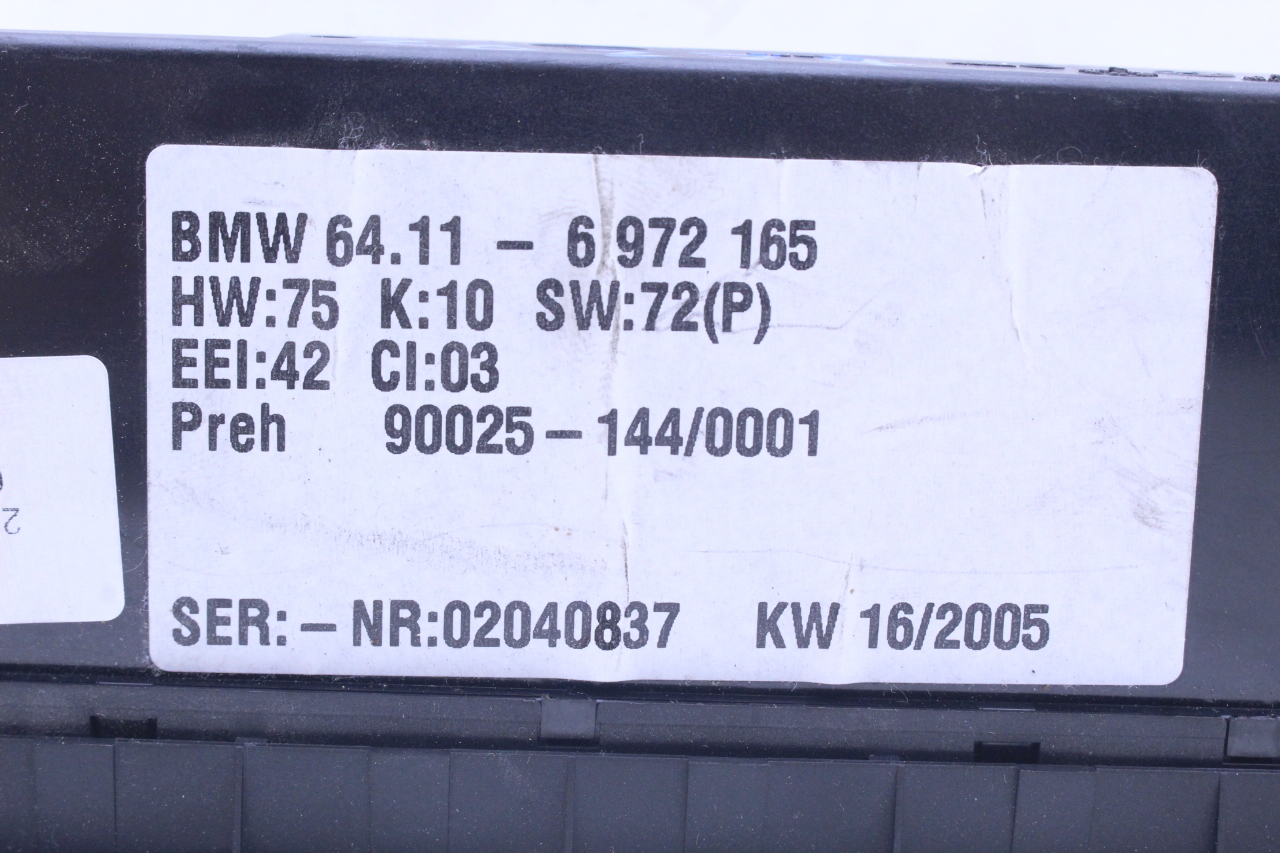 BMW 64.11 – 6 972 165
HW:75 K:10 SW:72(P)
EEI:42 CI:03
Preh 90025 – 144/0001
SER: – NR:02040837 KW 16/2005
2